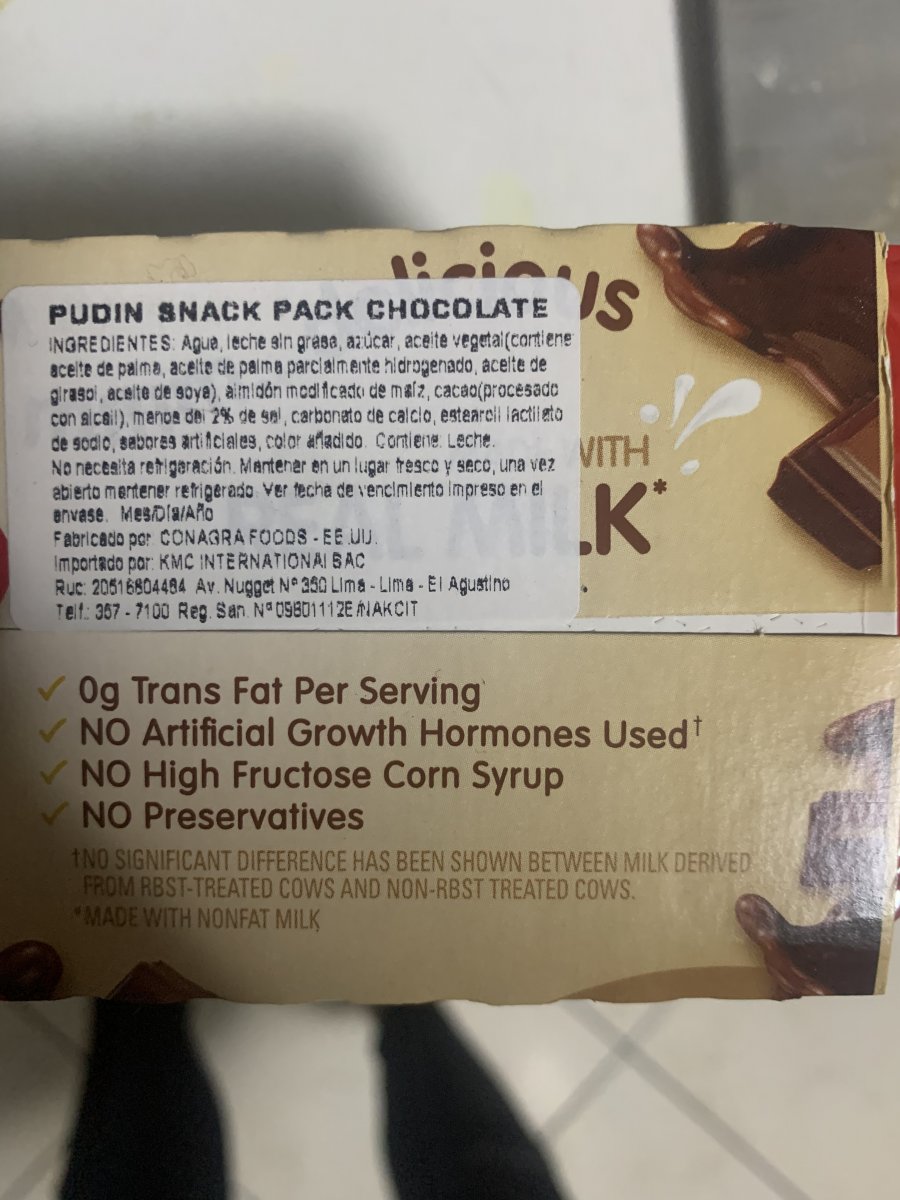 licious
PUDIN SNACK PACK CHOCOLATE
INGREDIENTES: Agua, leche sin grasa, azúcar, aceite vegetal(contiene
aceite de palma, aceite de palma parcialmente hidrogenado, aceite de
girasol, aceite de soya), almidón modificado de maíz, cacao(procesado
con alcali), menos del 2% de sal, carbonato de calcio, estearoil lactilato
de sodio, sabores artificiales, color añadido. Contiene: Leche.
No necesita refrigeración. Mantener en un lugar fresco y seco, una vez
abierto mantener refrigerado. Ver fecha de vencimiento impreso en el
envase. Mes/Día/Año
Fabricado por: CONAGRA FOODS - EE.UU.
Importado por: KMC INTERNATIONAl SAC
Ruc: 20516804484 Av. Nugget Nº 350 Lima - Lima - El Agustino
Telf.: 367 - 7100 Reg. San. Nº 09601112E/NAKCIT
WITH
REAL MILK*
✓ 0g Trans Fat Per Serving
✓ NO Artificial Growth Hormones Used†
✓ NO High Fructose Corn Syrup
✓ NO Preservatives
†NO SIGNIFICANT DIFFERENCE HAS BEEN SHOWN BETWEEN MILK DERIVED
FROM RBST-TREATED COWS AND NON-RBST TREATED COWS.
*MADE WITH NONFAT MILK